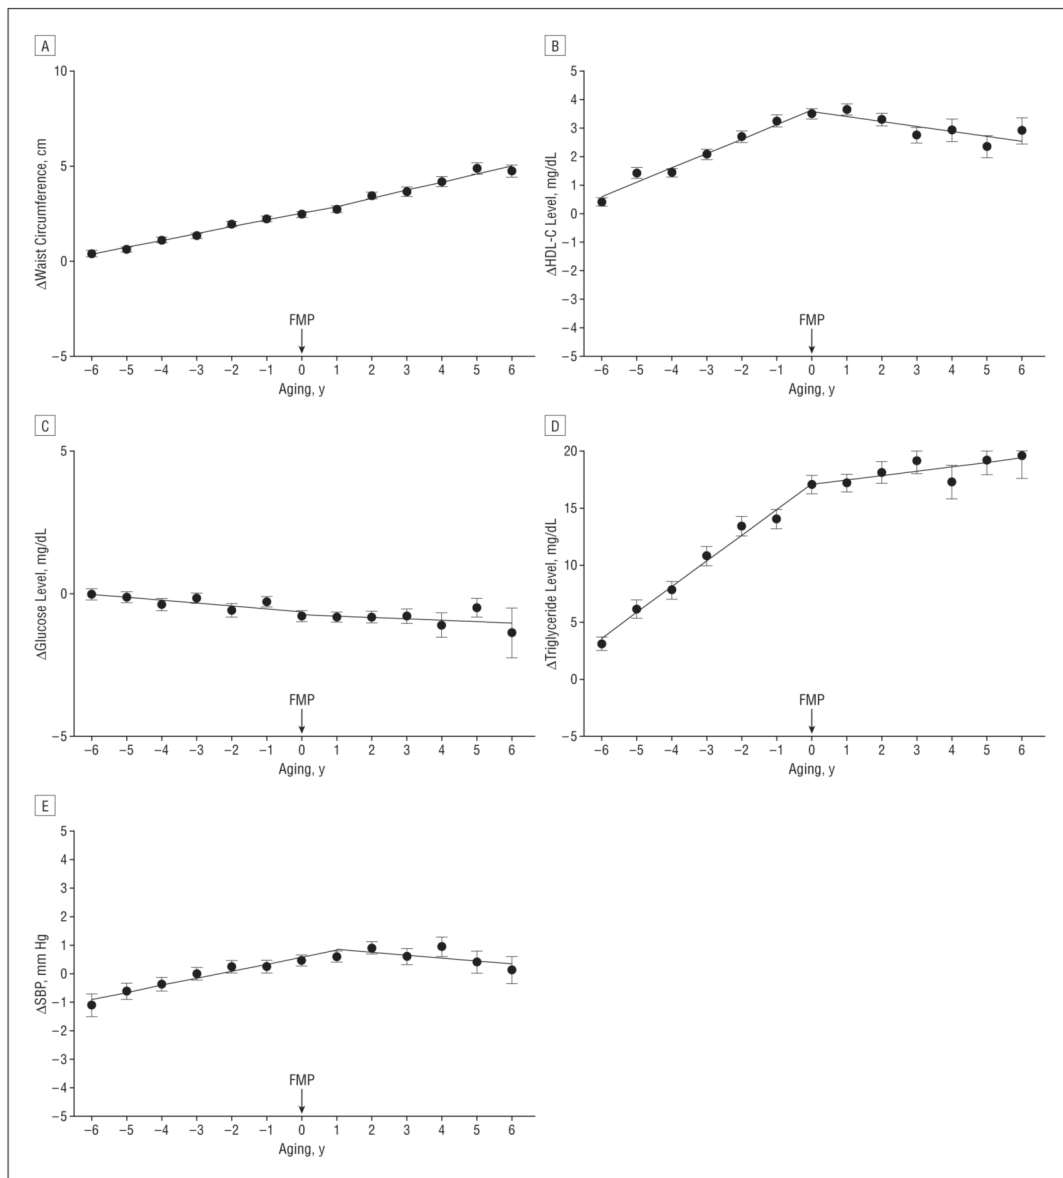 A
10
5
0
−5
ΔWaist Circumference, cm
FMP
−6 −5 −4 −3 −2 −1 0 1 2 3 4 5 6
Aging, y
B
5
4
3
2
1
0
−1
−2
−3
−4
−5
ΔHDL-C Level, mg/dL
FMP
−6 −5 −4 −3 −2 −1 0 1 2 3 4 5 6
Aging, y
C
5
0
−5
ΔGlucose Level, mg/dL
FMP
−6 −5 −4 −3 −2 −1 0 1 2 3 4 5 6
Aging, y
D
20
15
10
5
0
−5
ΔTriglyceride Level, mg/dL
FMP
−6 −5 −4 −3 −2 −1 0 1 2 3 4 5 6
Aging, y
E
5
4
3
2
1
0
−1
−2
−3
−4
−5
ΔSBP, mm Hg
FMP
−6 −5 −4 −3 −2 −1 0 1 2 3 4 5 6
Aging, y